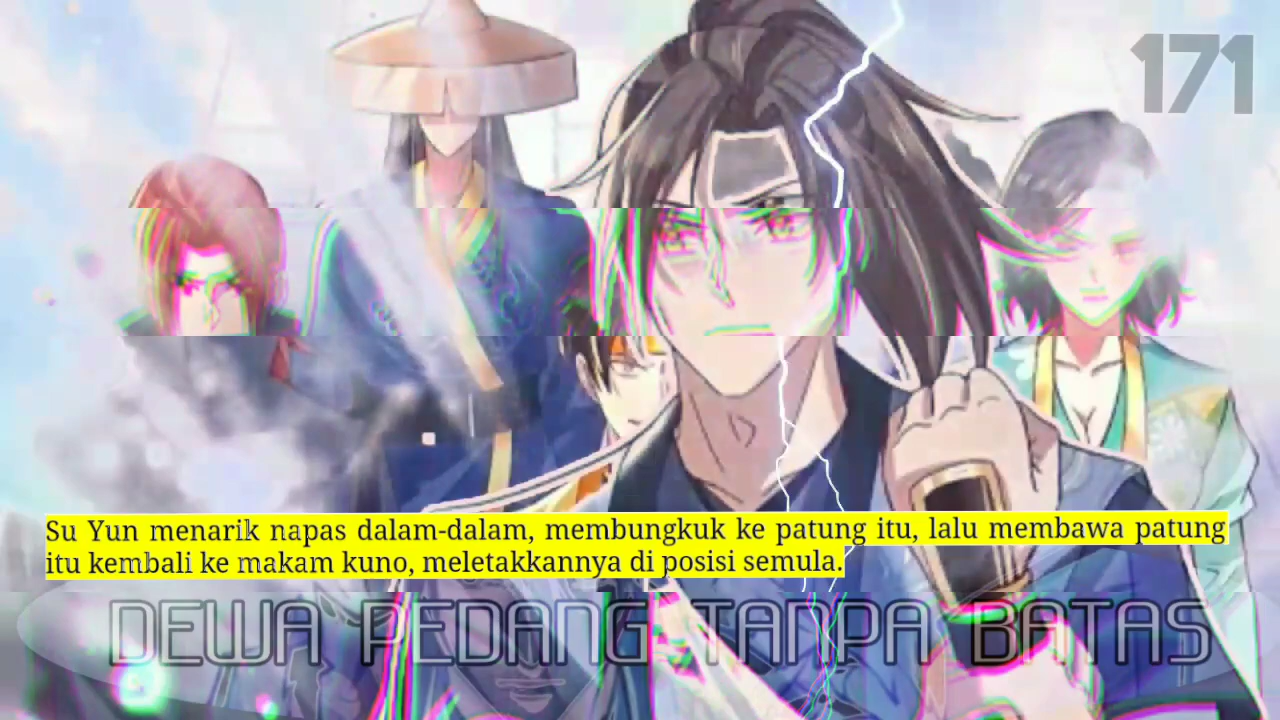 171
Su Yun menarik napas dalam-dalam, membungkuk ke patung itu, lalu membawa patung
itu kembali ke makam kuno, meletakkannya di posisi semula.
DEWA PEDANG TANPA BATAS